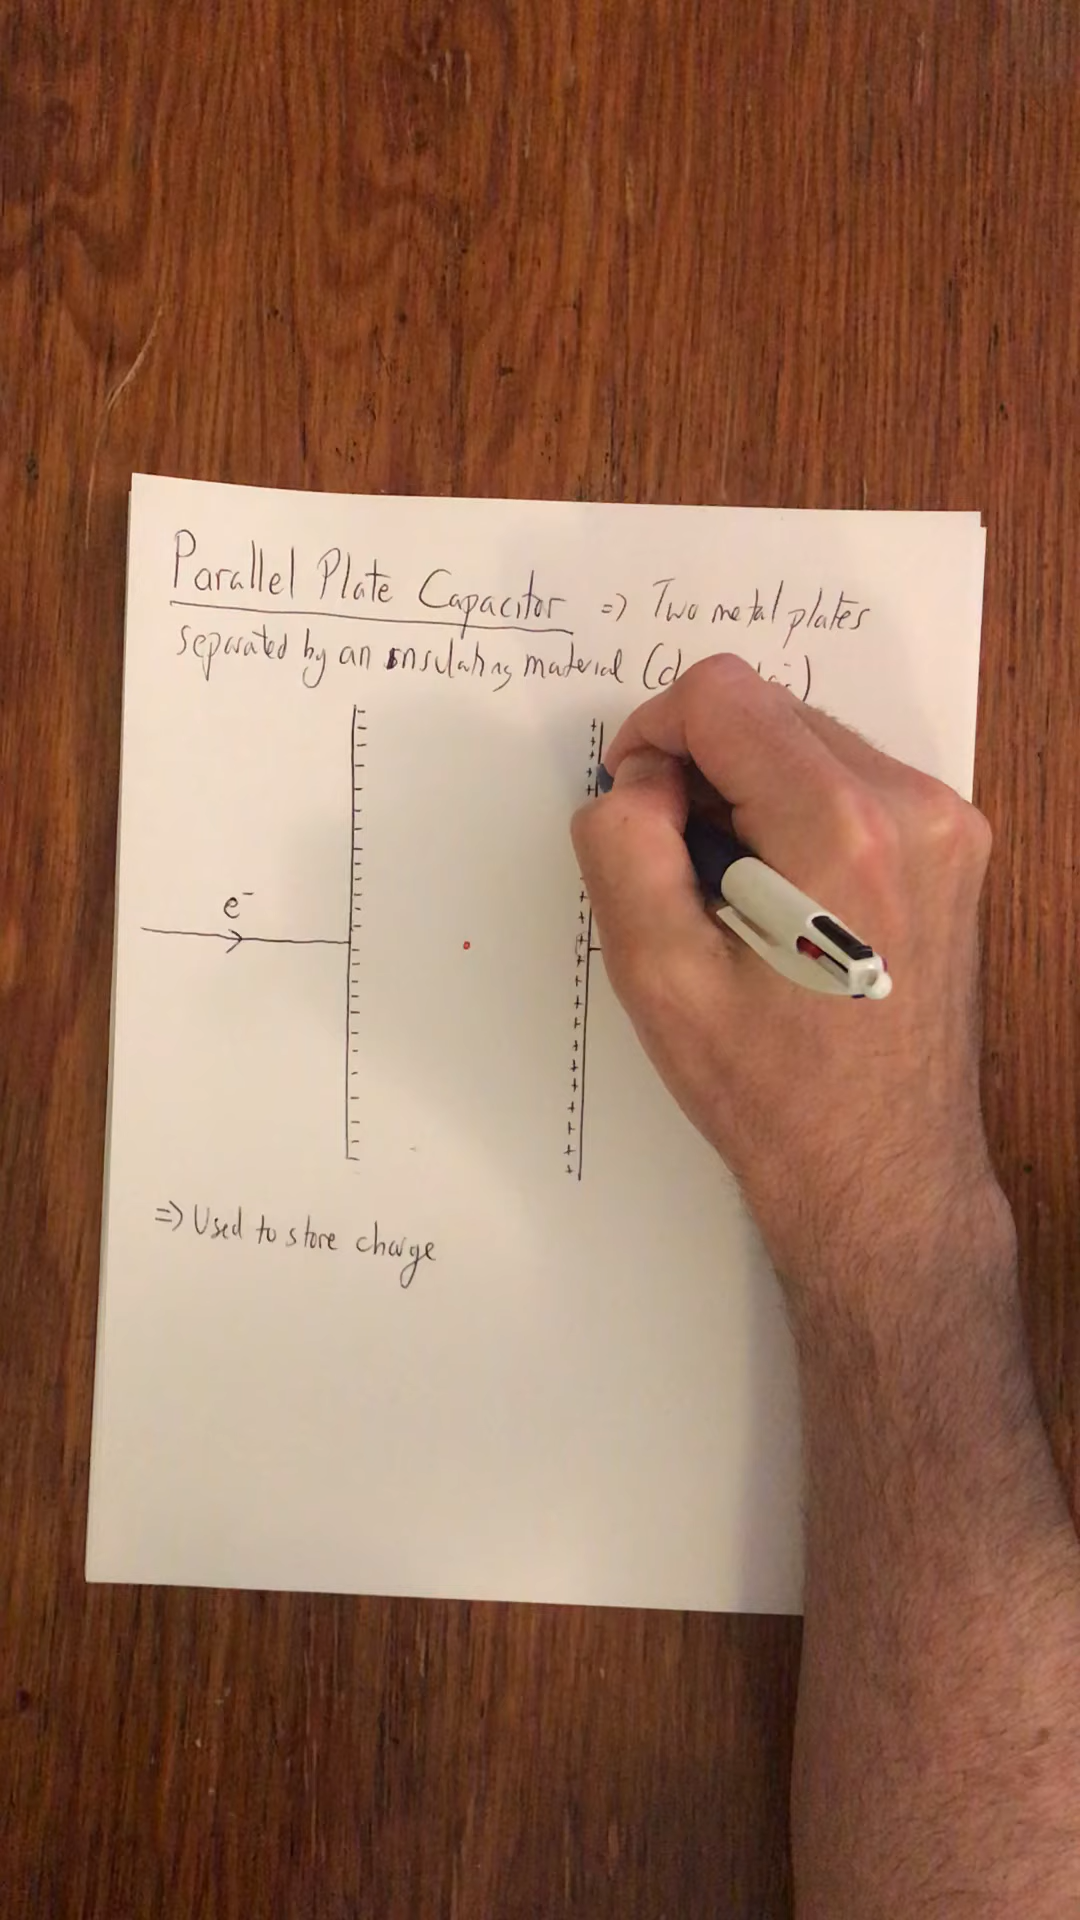 Parallel Plate Capacitor => Two metal plates
separated by an insulating material (
e⁻
=> Used to store charge